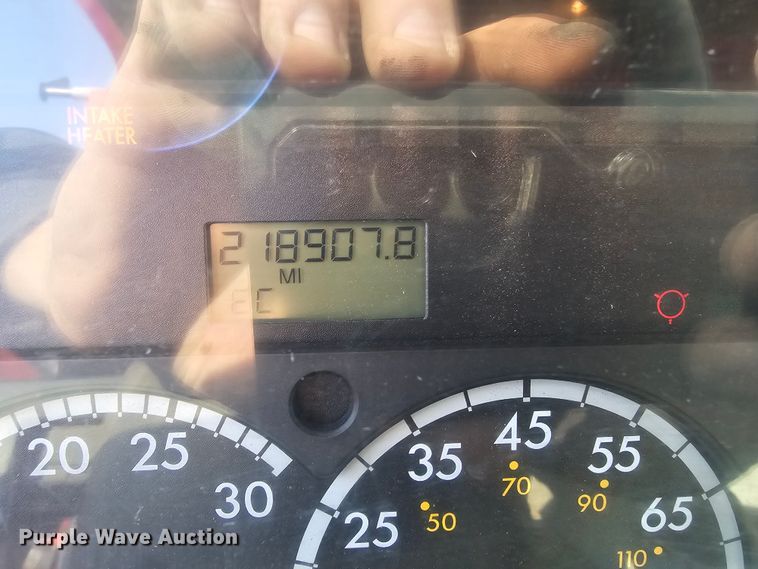 INTAKE
HEATER
218907.8
MI
EC
20 25 30
25 35 45 55 65
50 70 90 110
Purple Wave Auction